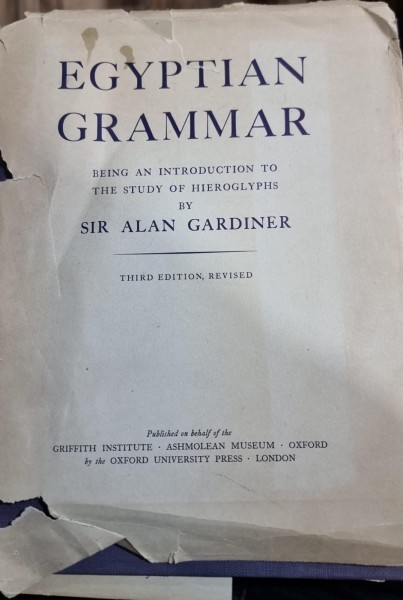 EGYPTIAN
GRAMMAR
BEING AN INTRODUCTION TO
THE STUDY OF HIEROGLYPHS
BY
SIR ALAN GARDINER
THIRD EDITION, REVISED
Published on behalf of the
GRIFFITH INSTITUTE · ASHMOLEAN MUSEUM · OXFORD
by the OXFORD UNIVERSITY PRESS · LONDON